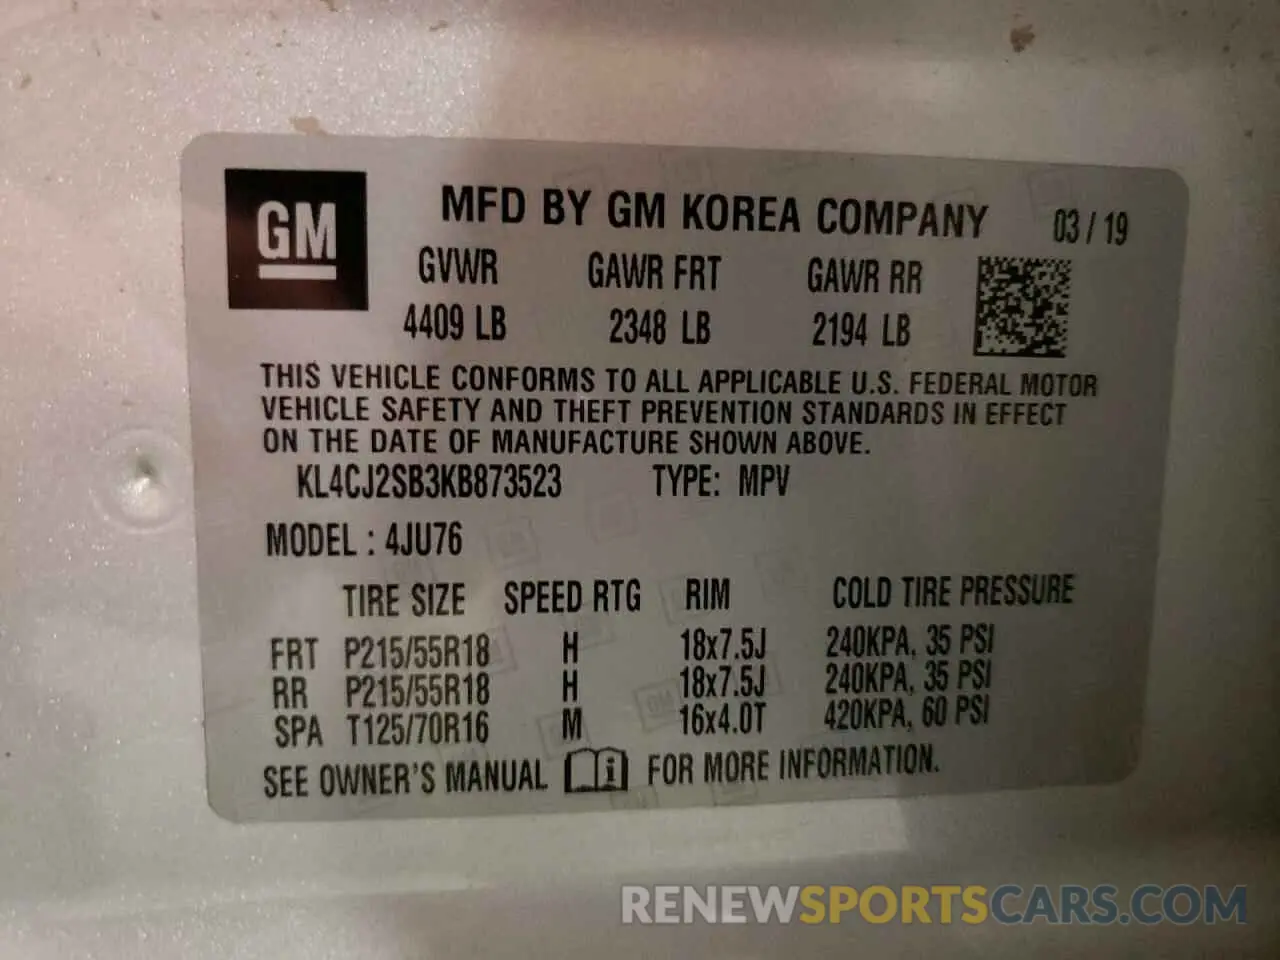 GM
MFD BY GM KOREA COMPANY 03 / 19
GVWR GAWR FRT GAWR RR
4409 LB 2348 LB 2194 LB
THIS VEHICLE CONFORMS TO ALL APPLICABLE U.S. FEDERAL MOTOR
VEHICLE SAFETY AND THEFT PREVENTION STANDARDS IN EFFECT
ON THE DATE OF MANUFACTURE SHOWN ABOVE.
KL4CJ2SB3KB873523 TYPE: MPV
MODEL : 4JU76
TIRE SIZE SPEED RTG RIM COLD TIRE PRESSURE
FRT P215/55R18 H 18x7.5J 240KPA, 35 PSI
RR P215/55R18 H 18x7.5J 240KPA, 35 PSI
SPA T125/70R16 M 16x4.0T 420KPA, 60 PSI
SEE OWNER'S MANUAL i FOR MORE INFORMATION.
RENEWSPORTSCARS.COM